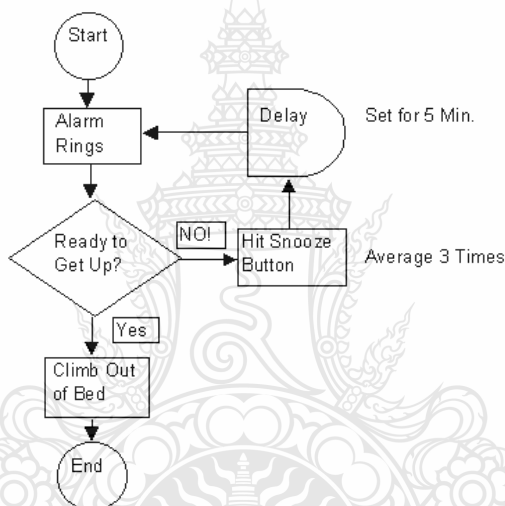 Start
Alarm
Rings
Delay
Set for 5 Min.
Ready to
Get Up?
NO!
Hit Snooze
Button
Average 3 Times
Yes
Climb Out
of Bed
End